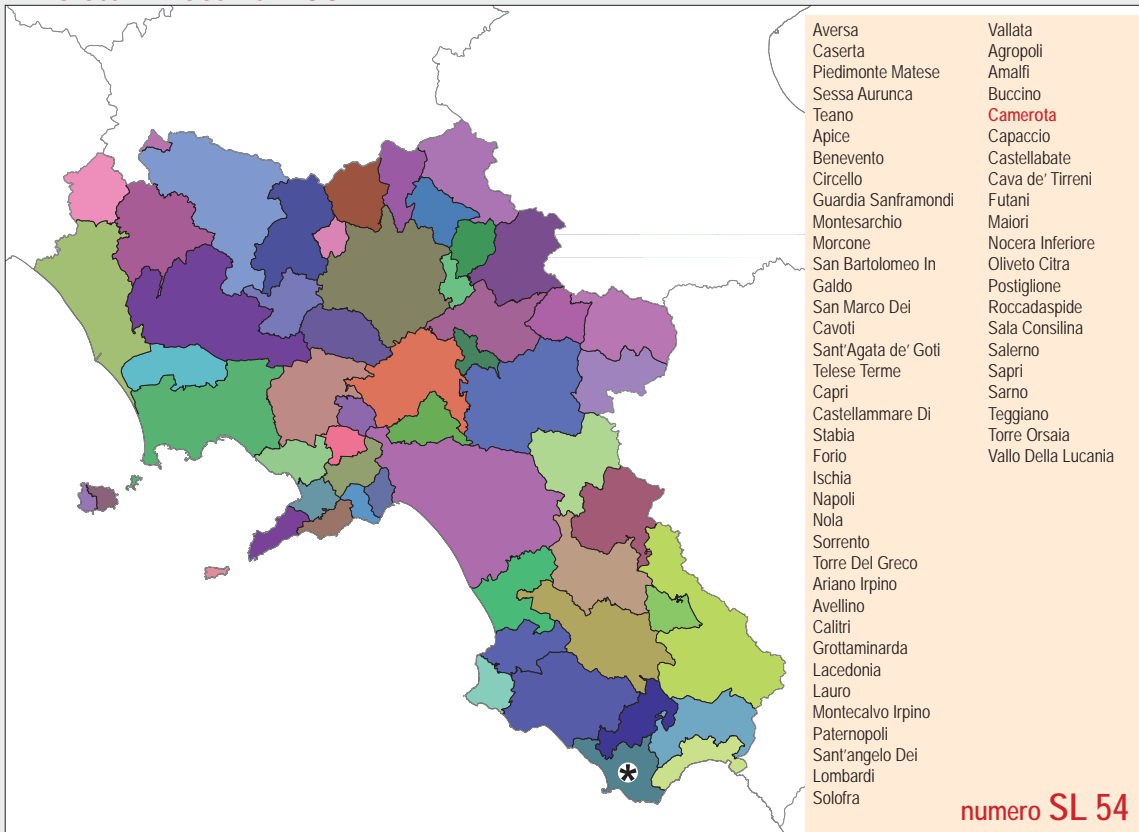 Aversa
Caserta
Piedimonte Matese
Sessa Aurunca
Teano
Apice
Benevento
Circello
Guardia Sanframondi
Montesarchio
Morcone
San Bartolomeo In
Galdo
San Marco Dei
Cavoti
Sant'Agata de' Goti
Telese Terme
Capri
Castellammare Di
Stabia
Forio
Ischia
Napoli
Nola
Sorrento
Torre Del Greco
Ariano Irpino
Avellino
Calitri
Grottaminarda
Lacedonia
Lauro
Montecalvo Irpino
Paternopoli
Sant'angelo Dei
Lombardi
Solofra
Vallata
Agropoli
Amalfi
Buccino
Camerota
Capaccio
Castellabate
Cava de' Tirreni
Futani
Maiori
Nocera Inferiore
Oliveto Citra
Postiglione
Roccadaspide
Sala Consilina
Salerno
Sapri
Sarno
Teggiano
Torre Orsaia
Vallo Della Lucania
numero SL 54